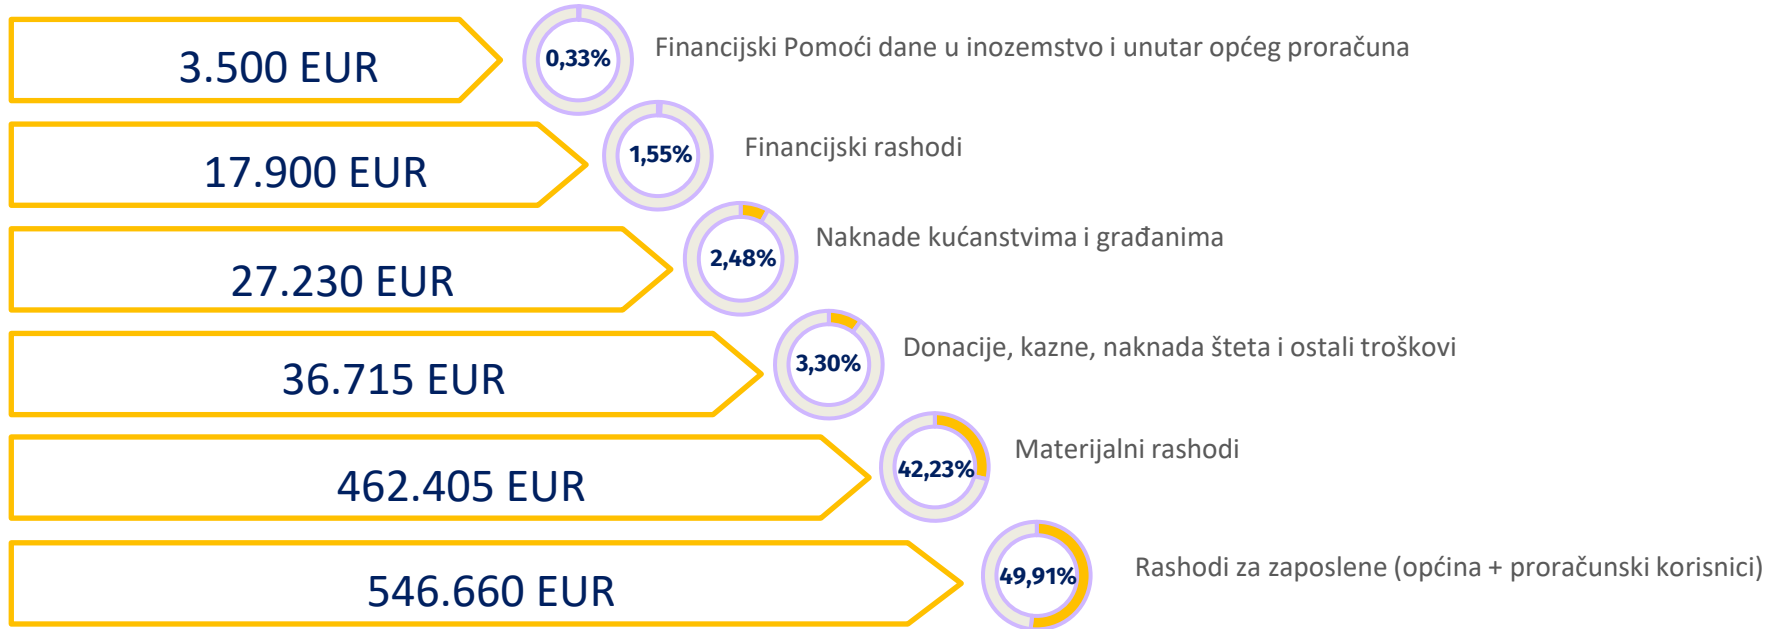 3.500 EUR
0,33%
Financijski Pomoći dane u inozemstvo i unutar općeg proračuna
17.900 EUR
1,55%
Financijski rashodi
27.230 EUR
2,48%
Naknade kućanstvima i građanima
36.715 EUR
3,30%
Donacije, kazne, naknada šteta i ostali troškovi
462.405 EUR
42,23%
Materijalni rashodi
546.660 EUR
49,91%
Rashodi za zaposlene (općina + proračunski korisnici)